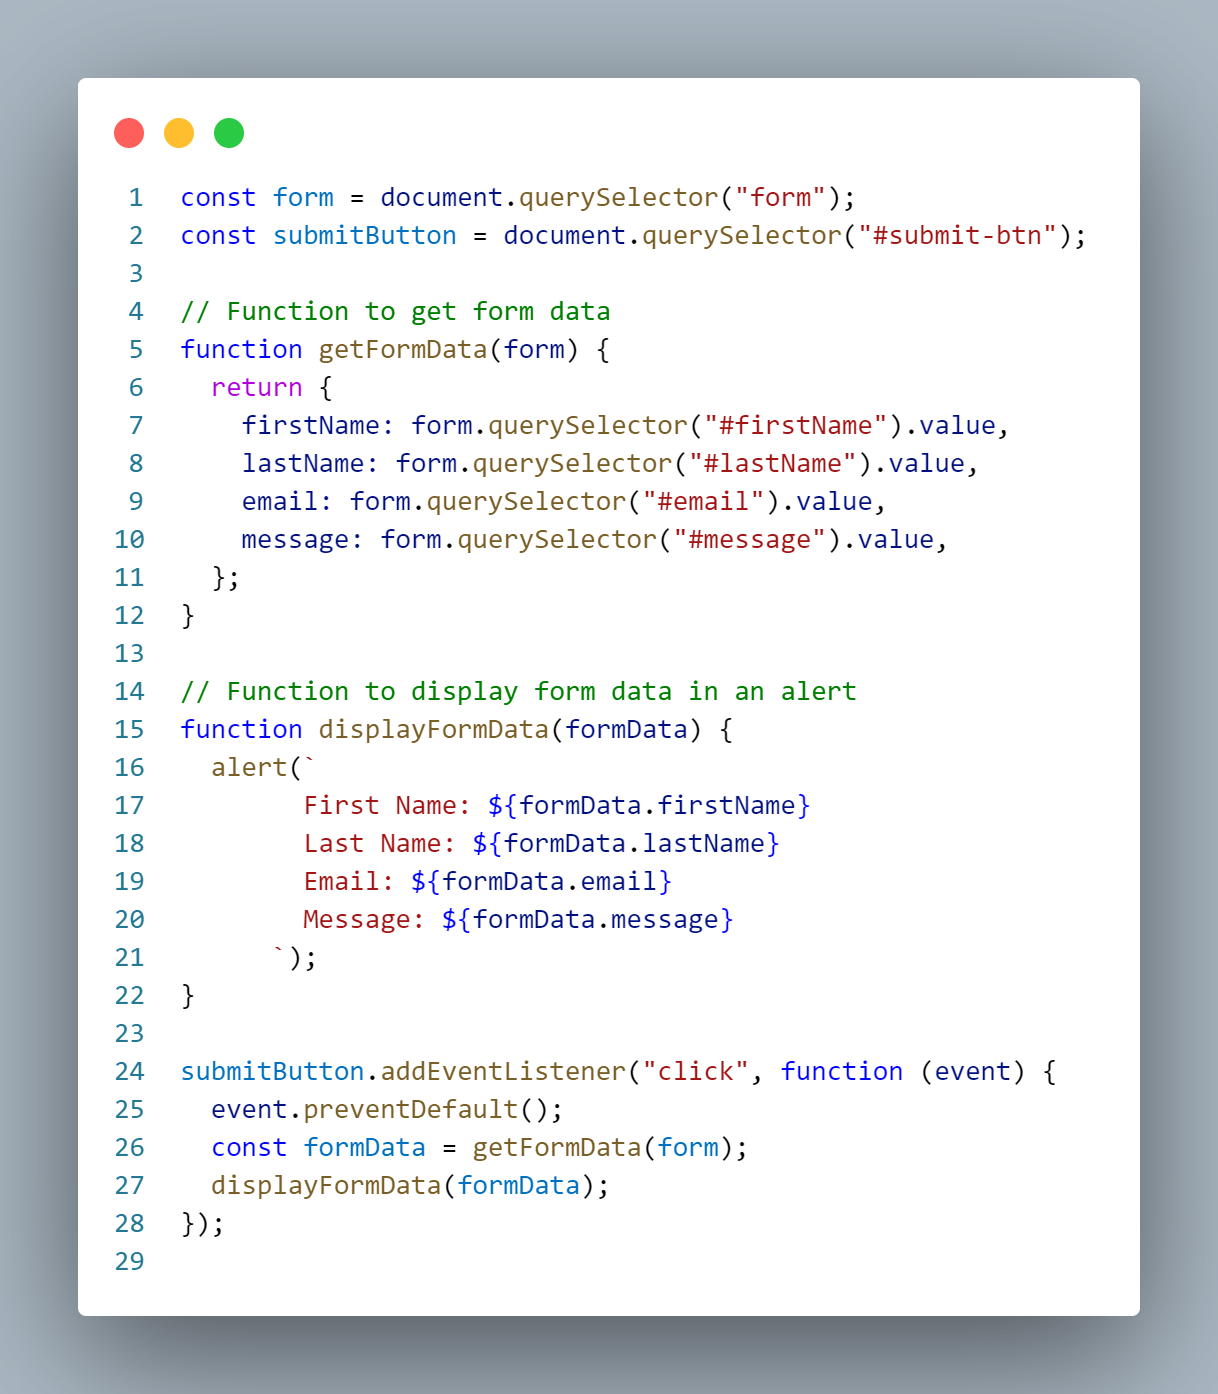 1 const form = document.querySelector("form");
2 const submitButton = document.querySelector("#submit-btn");
3
4 // Function to get form data
5 function getFormData(form) {
6   return {
7     firstName: form.querySelector("#firstName").value,
8     lastName: form.querySelector("#lastName").value,
9     email: form.querySelector("#email").value,
10     message: form.querySelector("#message").value,
11   };
12 }
13
14 // Function to display form data in an alert
15 function displayFormData(formData) {
16   alert(`
17         First Name: ${formData.firstName}
18         Last Name: ${formData.lastName}
19         Email: ${formData.email}
20         Message: ${formData.message}
21       `);
22 }
23
24 submitButton.addEventListener("click", function (event) {
25   event.preventDefault();
26   const formData = getFormData(form);
27   displayFormData(formData);
28 });
29